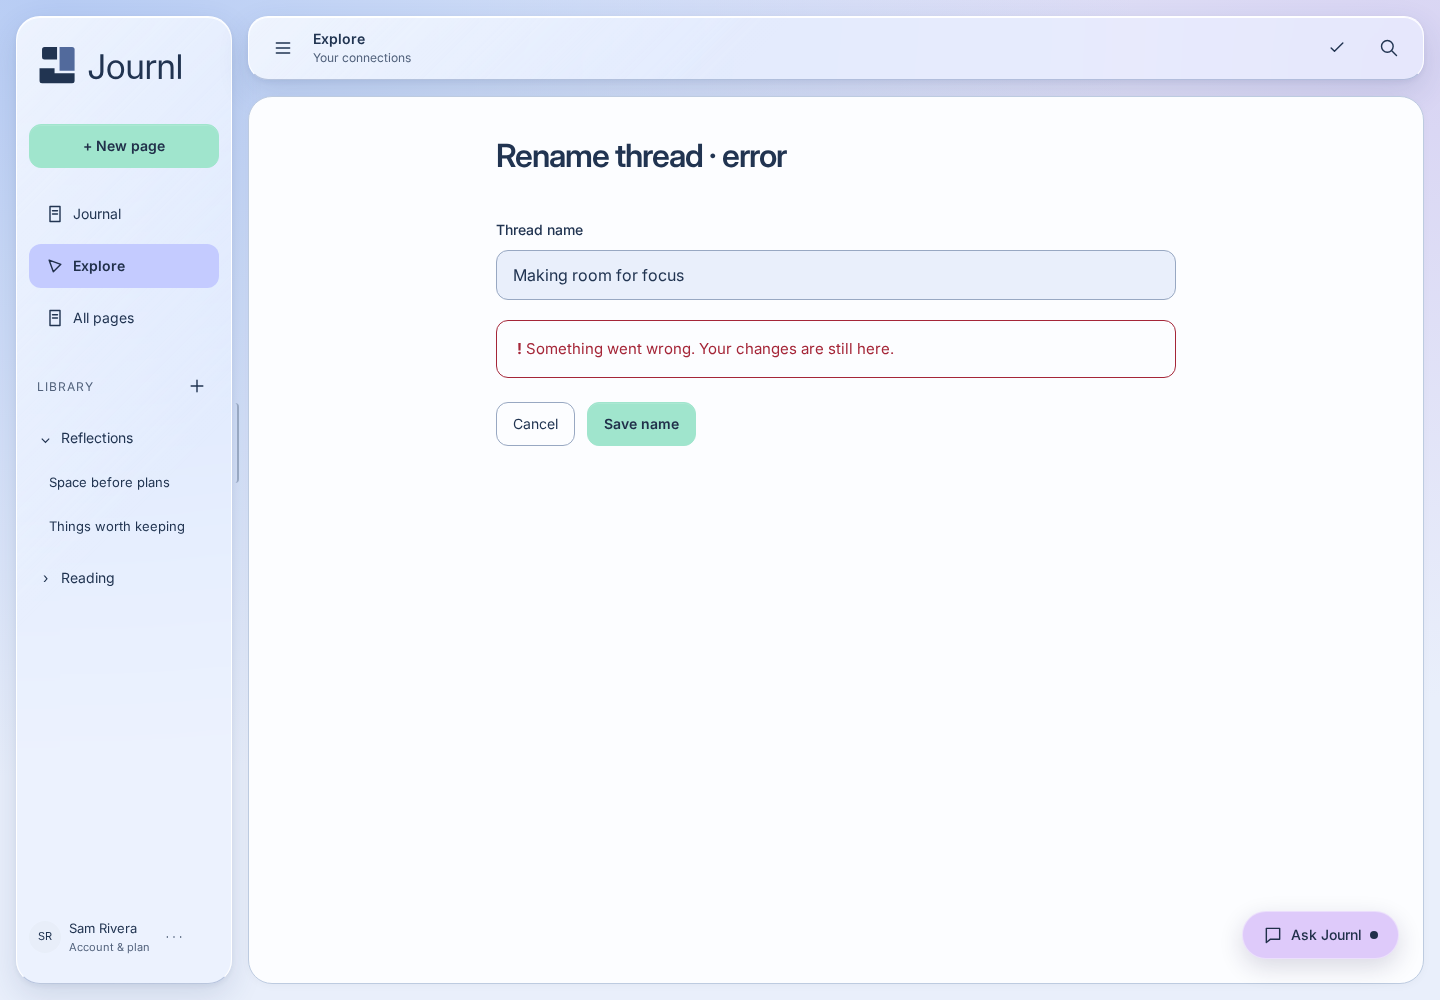 Journl
+ New page
Journal
Explore
All pages
LIBRARY
Reflections
Space before plans
Things worth keeping
Reading
SR
Sam Rivera
Account & plan
...
Explore
Your connections
Rename thread · error
Thread name
Making room for focus
! Something went wrong. Your changes are still here.
Cancel
Save name
Ask Journl